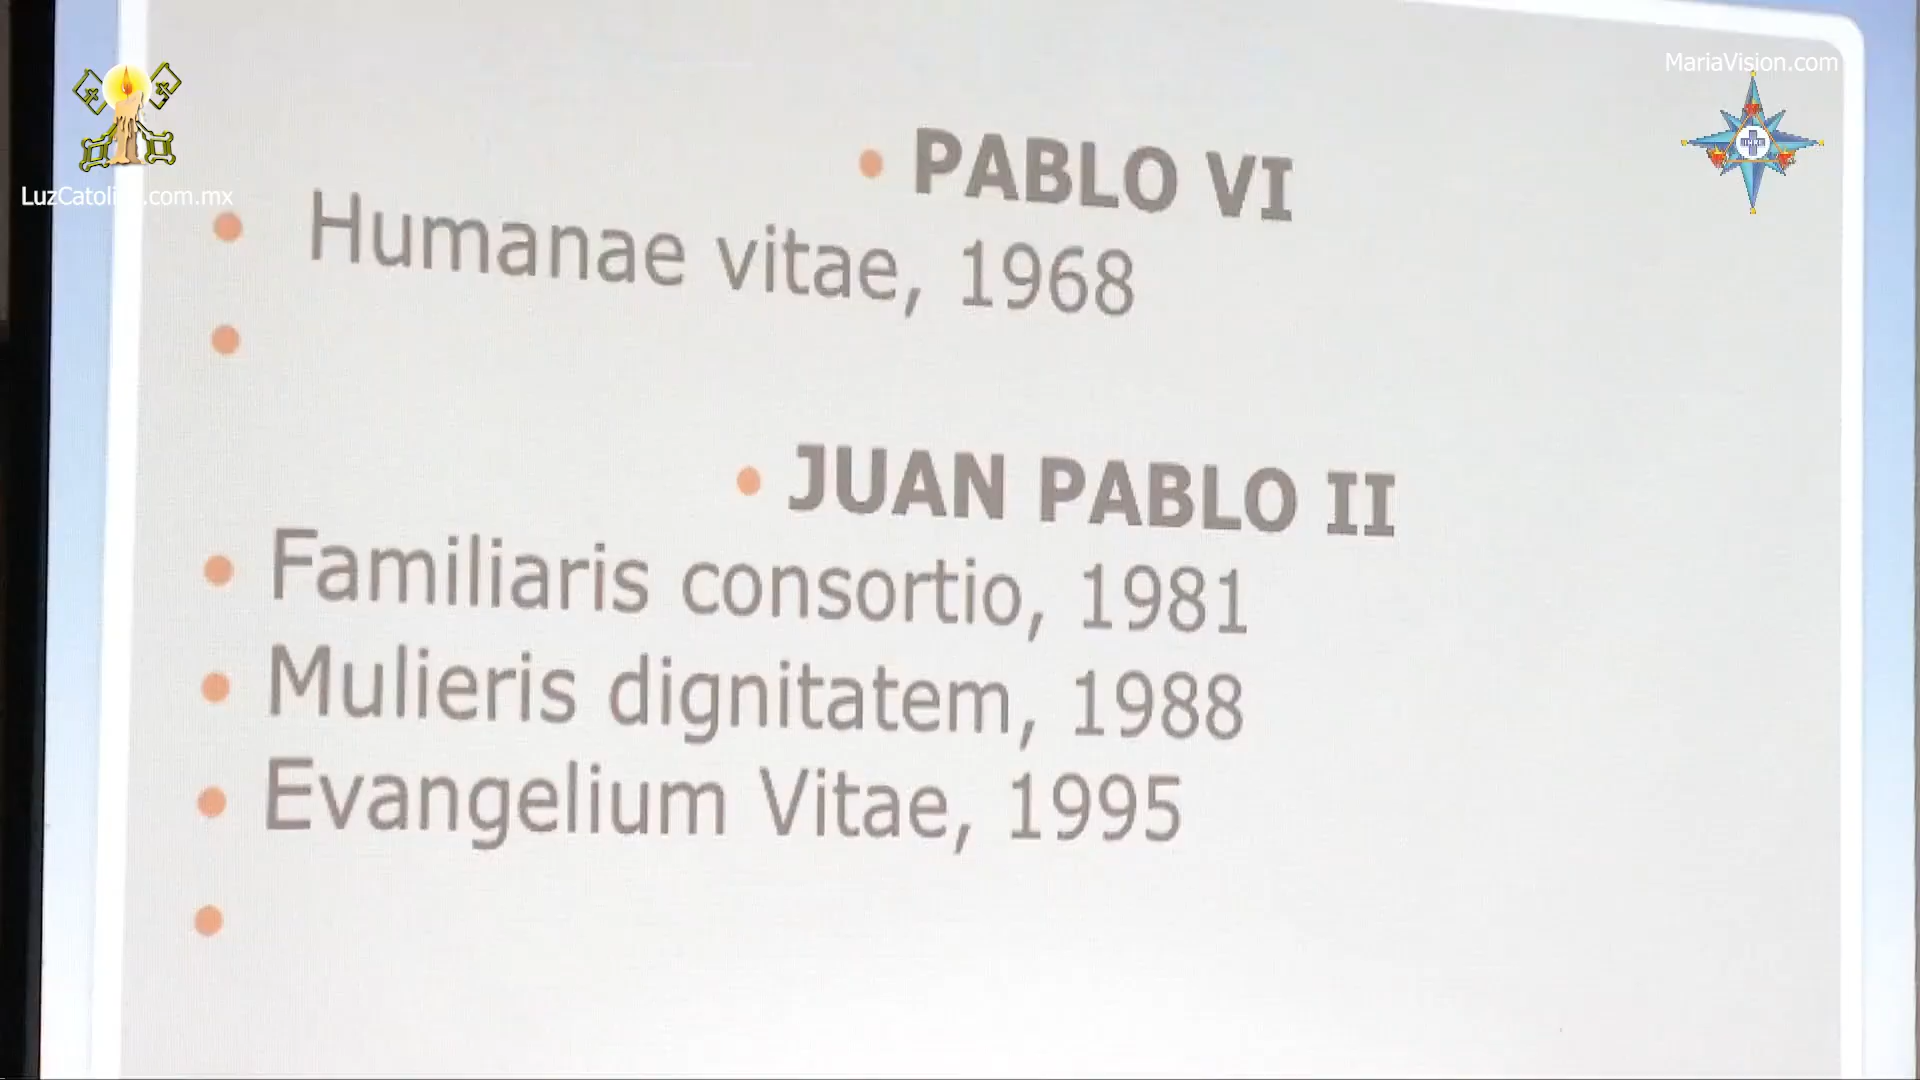 MariaVision.com
LuzCatolica.com.mx
• PABLO VI
• Humanae vitae, 1968
•
• JUAN PABLO II
• Familiaris consortio, 1981
• Mulieris dignitatem, 1988
• Evangelium Vitae, 1995
•